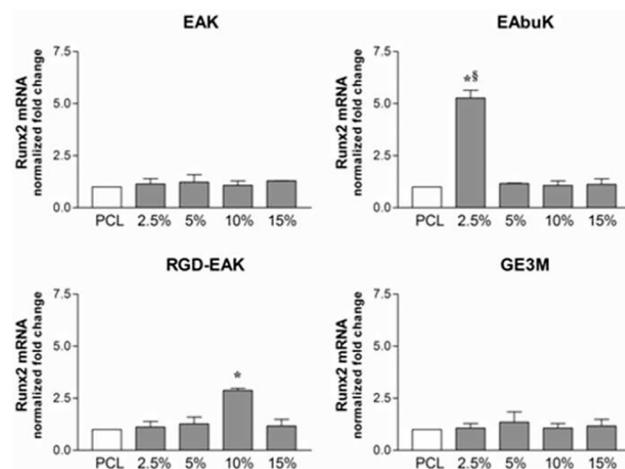 EAK
Runx2 mRNA
normalized fold change
7.5
5.0
2.5
0.0
PCL 2.5% 5% 10% 15%
EAbuK
Runx2 mRNA
normalized fold change
7.5
5.0
2.5
0.0
*§
PCL 2.5% 5% 10% 15%
RGD-EAK
Runx2 mRNA
normalized fold change
7.5
5.0
2.5
0.0
*
PCL 2.5% 5% 10% 15%
GE3M
Runx2 mRNA
normalized fold change
7.5
5.0
2.5
0.0
PCL 2.5% 5% 10% 15%